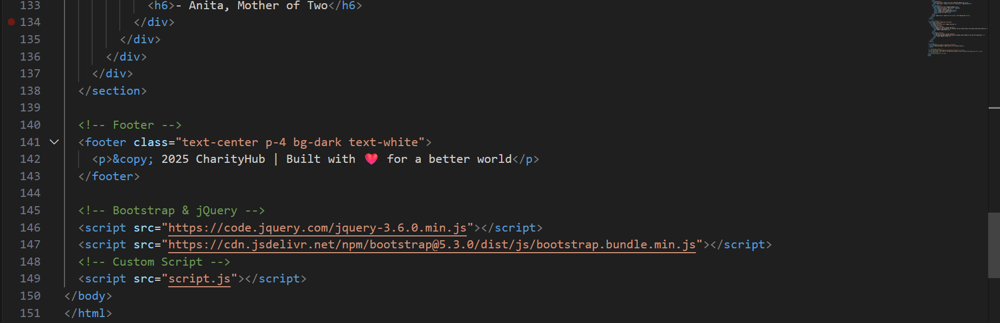 133 <h6>- Anita, Mother of Two</h6>
134 </div>
135 </div>
136 </div>
137 </div>
138 </section>
139
140 <!-- Footer -->
141 <footer class="text-center p-4 bg-dark text-white">
142 <p>&copy; 2025 CharityHub | Built with ❤️ for a better world</p>
143 </footer>
144
145 <!-- Bootstrap & jQuery -->
146 <script src="https://code.jquery.com/jquery-3.6.0.min.js"></script>
147 <script src="https://cdn.jsdelivr.net/npm/bootstrap@5.3.0/dist/js/bootstrap.bundle.min.js"></script>
148 <!-- Custom Script -->
149 <script src="script.js"></script>
150 </body>
151 </html>